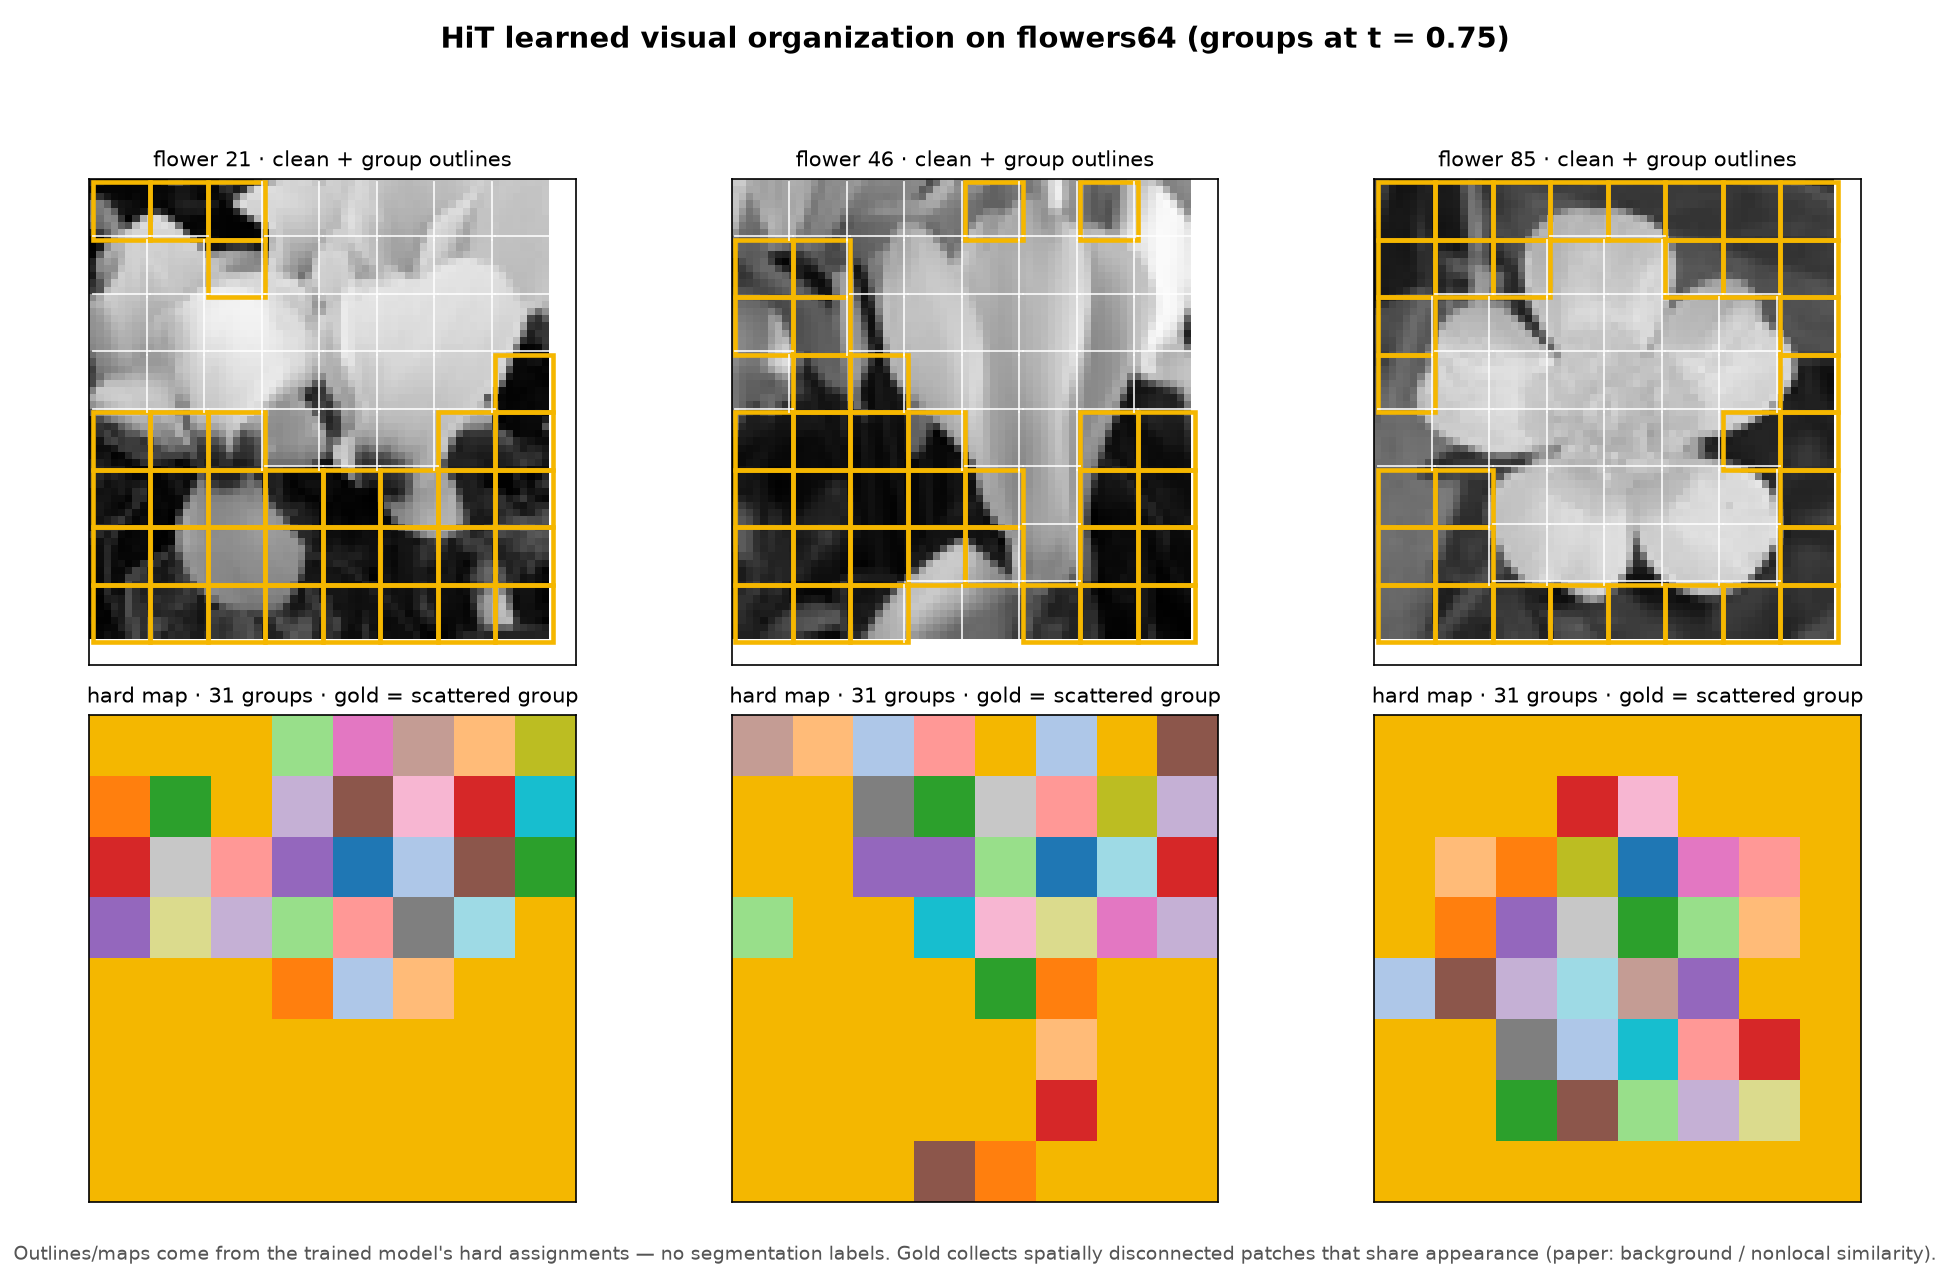 HiT learned visual organization on flowers64 (groups at t = 0.75)
flower 21 · clean + group outlines
flower 46 · clean + group outlines
flower 85 · clean + group outlines
hard map · 31 groups · gold = scattered group
hard map · 31 groups · gold = scattered group
hard map · 31 groups · gold = scattered group
Outlines/maps come from the trained model's hard assignments — no segmentation labels. Gold collects spatially disconnected patches that share appearance (paper: background / nonlocal similarity).